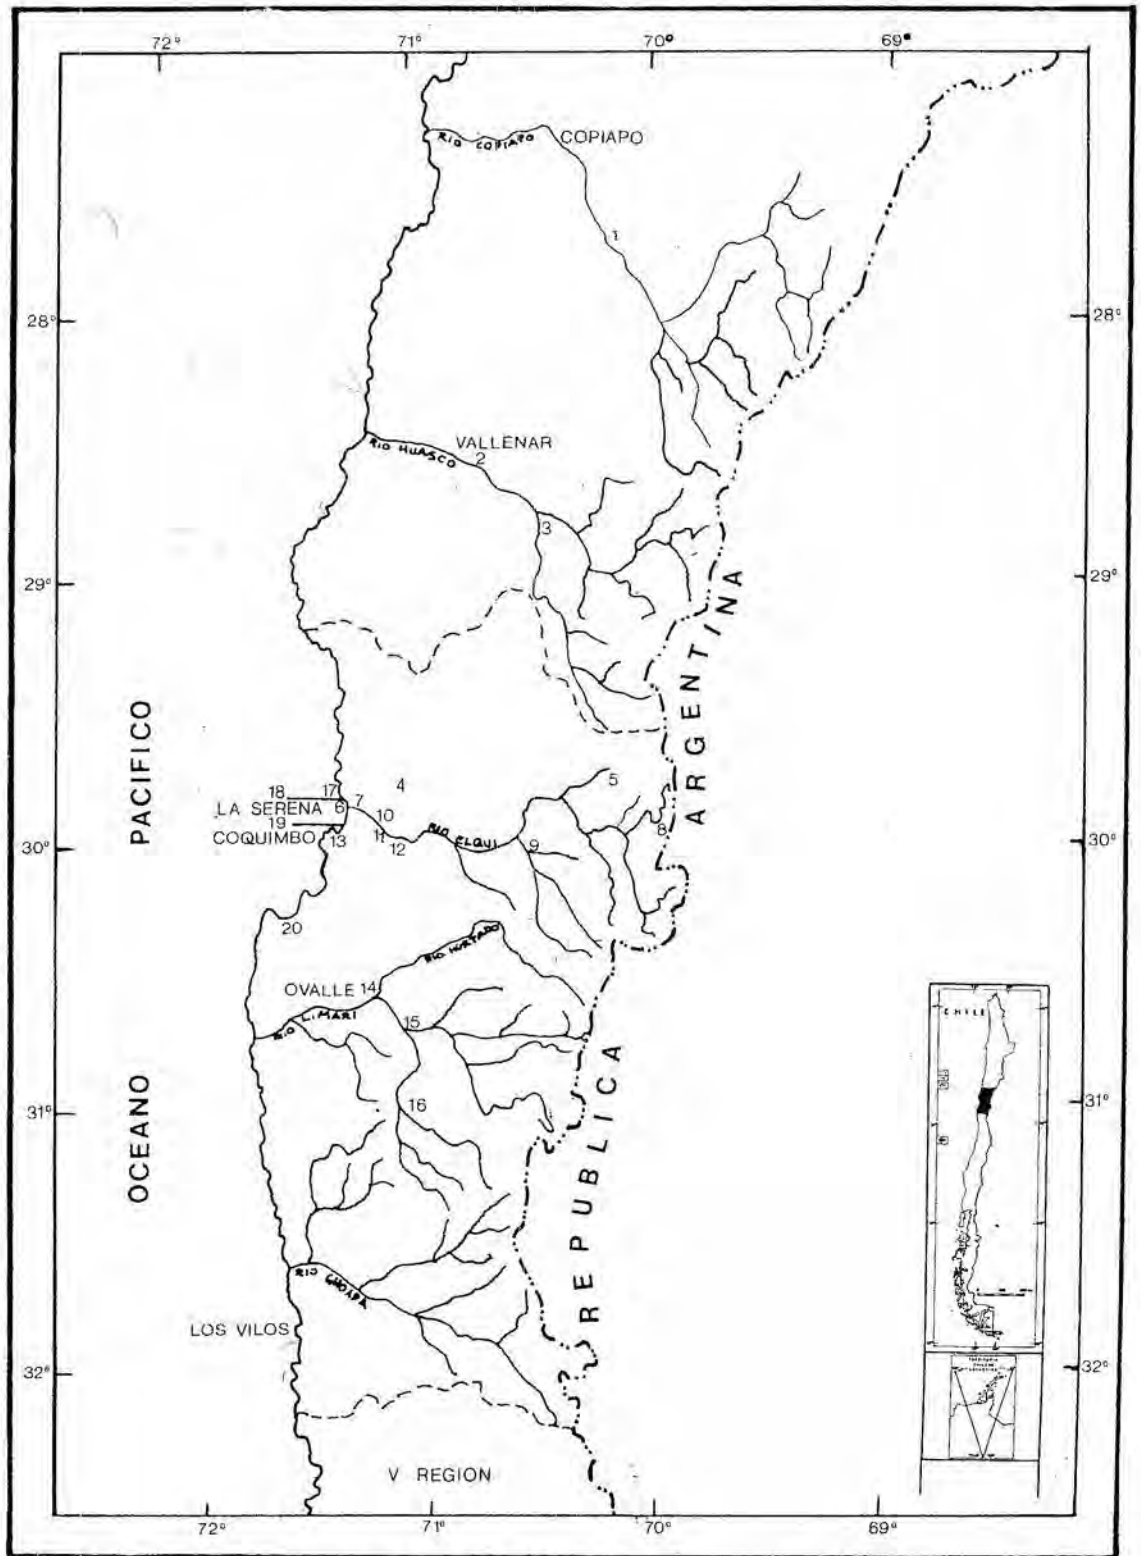 72°
71°
70°
69°
RIO COPIAPO
COPIAPO
1
28°
28°
VALLENAR
RIO HUASCO
2
3
29°
29°
PACIFICO
ARGENTINA
4
5
18
17
LA SERENA
6
7
10
8
19
COQUIMBO
13
11
12
RIO ELQUI
9
30°
30°
20
RIO HURTADO
OVALLE
14
RIO LIMARI
15
OCEANO
REPUBLICA
CHILE
16
31°
31°
RIO CHOAPA
LOS VILOS
32°
32°
V REGION
72°
71°
70°
69°